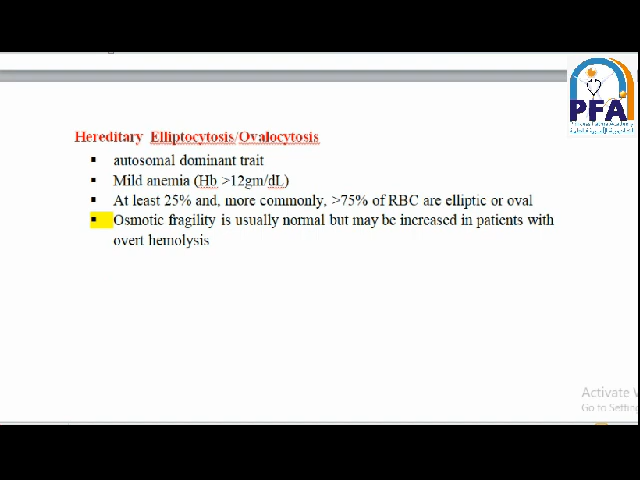 PFA
Hereditary Elliptocytosis/Ovalocytosis
▪ autosomal dominant trait
▪ Mild anemia (Hb >12gm/dL)
▪ At least 25% and, more commonly, >75% of RBC are elliptic or oval
▪ Osmotic fragility is usually normal but may be increased in patients with
overt hemolysis
Activate
Go to Settin